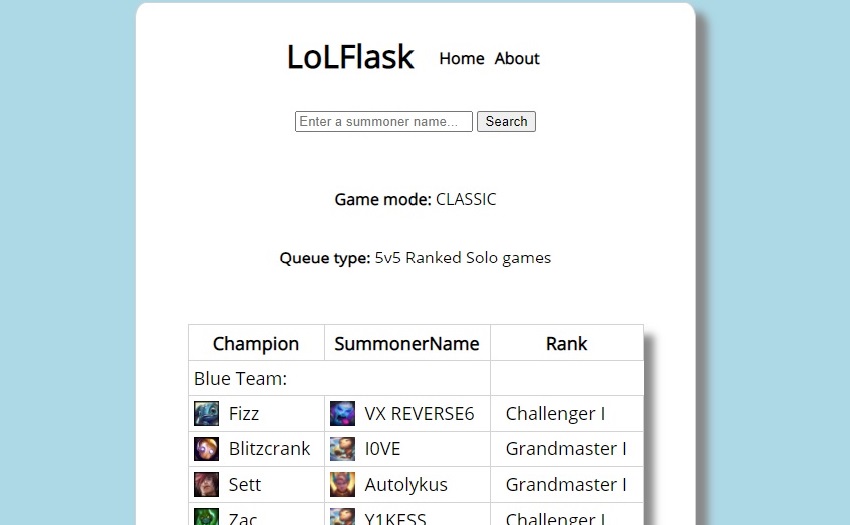 LoLFlask Home About
Enter a summoner name... Search
Game mode: CLASSIC
Queue type: 5v5 Ranked Solo games
Champion SummonerName Rank
Blue Team:
Fizz VX REVERSE6 Challenger I
Blitzcrank I0VE Grandmaster I
Sett Autolykus Grandmaster I
Zac Y1KESS Challenger I